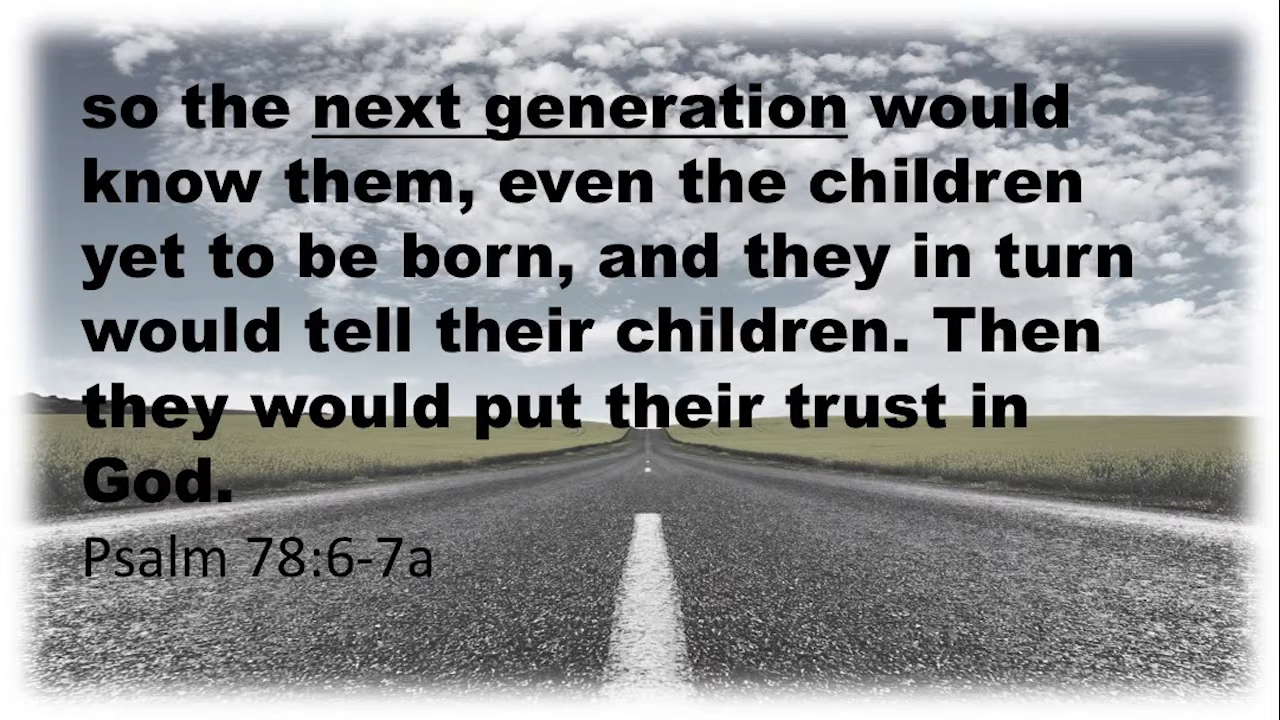 so the next generation would
know them, even the children
yet to be born, and they in turn
would tell their children. Then
they would put their trust in
God.
Psalm 78:6-7a